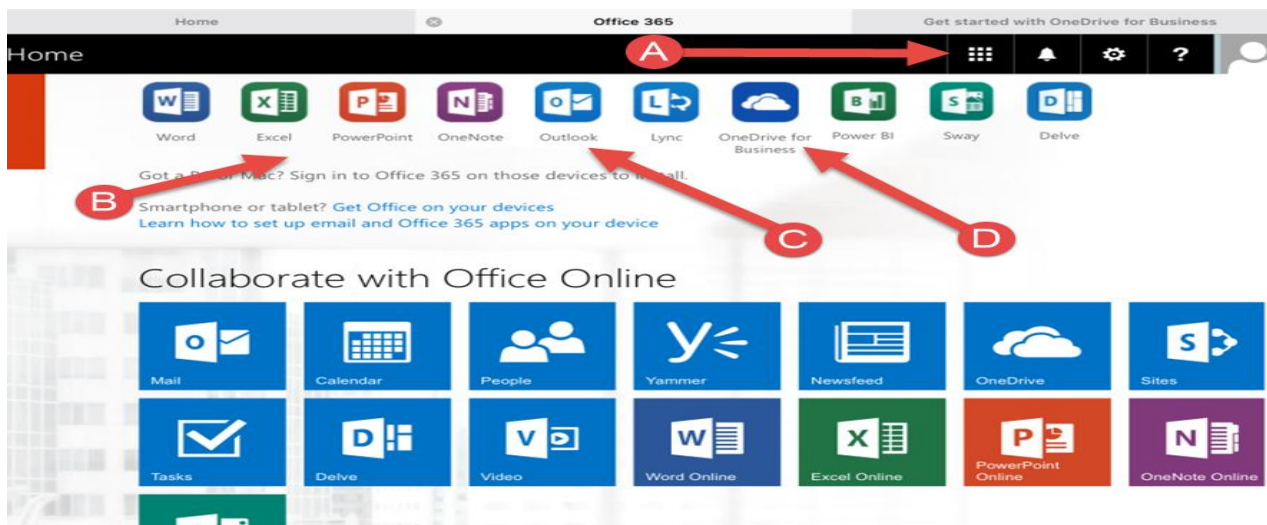 Home Office 365 Get started with OneDrive for Business
Home A ?
W X P N O L B S D
Word Excel PowerPoint OneNote Outlook Lync OneDrive for Business Power BI Sway Delve
Got a or Mac? Sign in to Office 365 on those devices to install.
B
Smartphone or tablet? Get Office on your devices
Learn how to set up email and Office 365 apps on your device
C D
Collaborate with Office Online
O Y S
Mail Calendar People Yammer Newsfeed OneDrive Sites
D V W X P N
Tasks Delve Video Word Online Excel Online PowerPoint Online OneNote Online